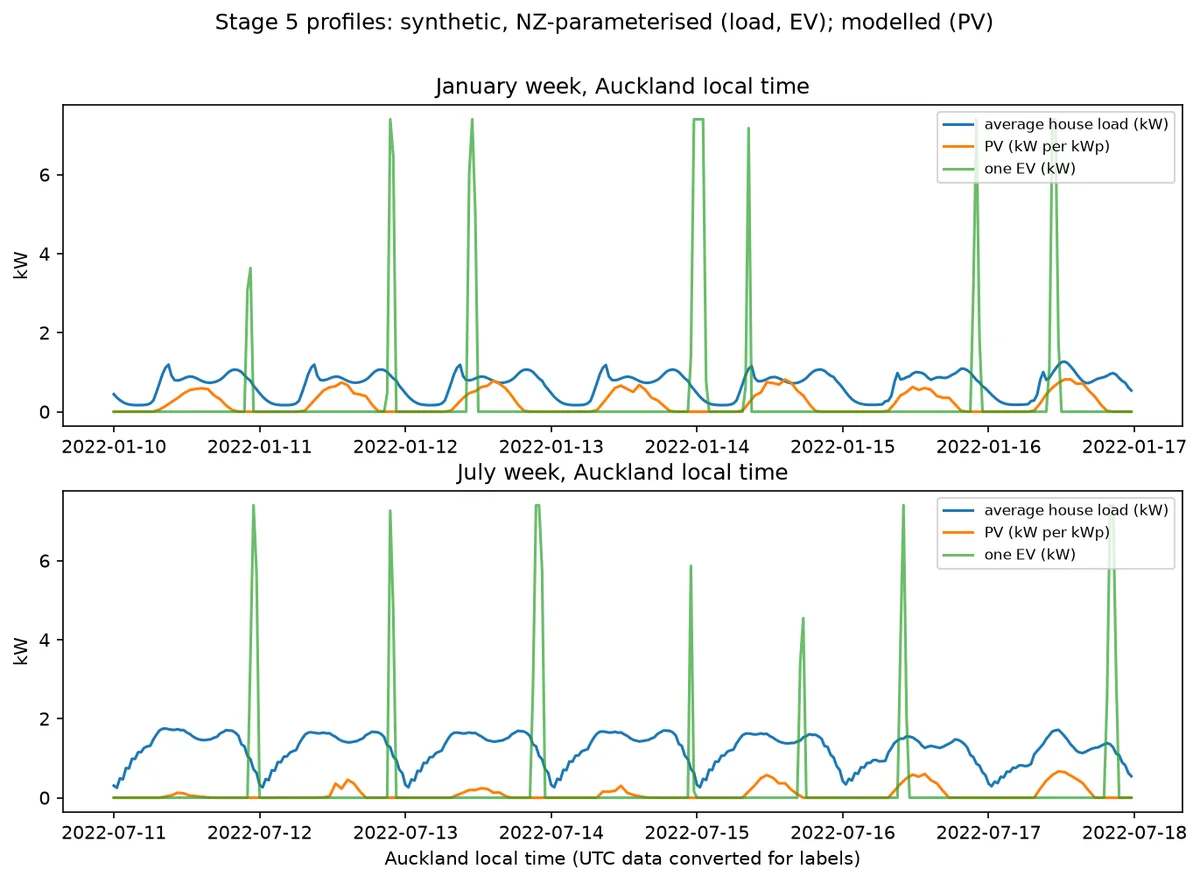 Stage 5 profiles: synthetic, NZ-parameterised (load, EV); modelled (PV)
January week, Auckland local time
average house load (kW)
PV (kW per kWp)
one EV (kW)
kW
6
4
2
0
2022-01-10 2022-01-11 2022-01-12 2022-01-13 2022-01-14 2022-01-15 2022-01-16 2022-01-17
July week, Auckland local time
average house load (kW)
PV (kW per kWp)
one EV (kW)
kW
6
4
2
0
2022-07-11 2022-07-12 2022-07-13 2022-07-14 2022-07-15 2022-07-16 2022-07-17 2022-07-18
Auckland local time (UTC data converted for labels)